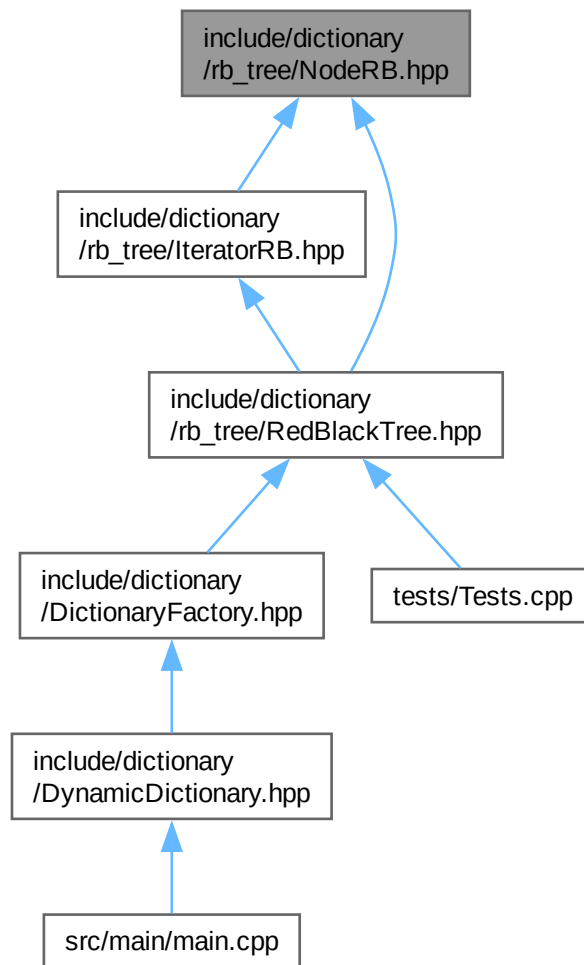 include/dictionary
/rb_tree/NodeRB.hpp
include/dictionary
/rb_tree/IteratorRB.hpp
include/dictionary
/rb_tree/RedBlackTree.hpp
include/dictionary
/DictionaryFactory.hpp
tests/Tests.cpp
include/dictionary
/DynamicDictionary.hpp
src/main/main.cpp